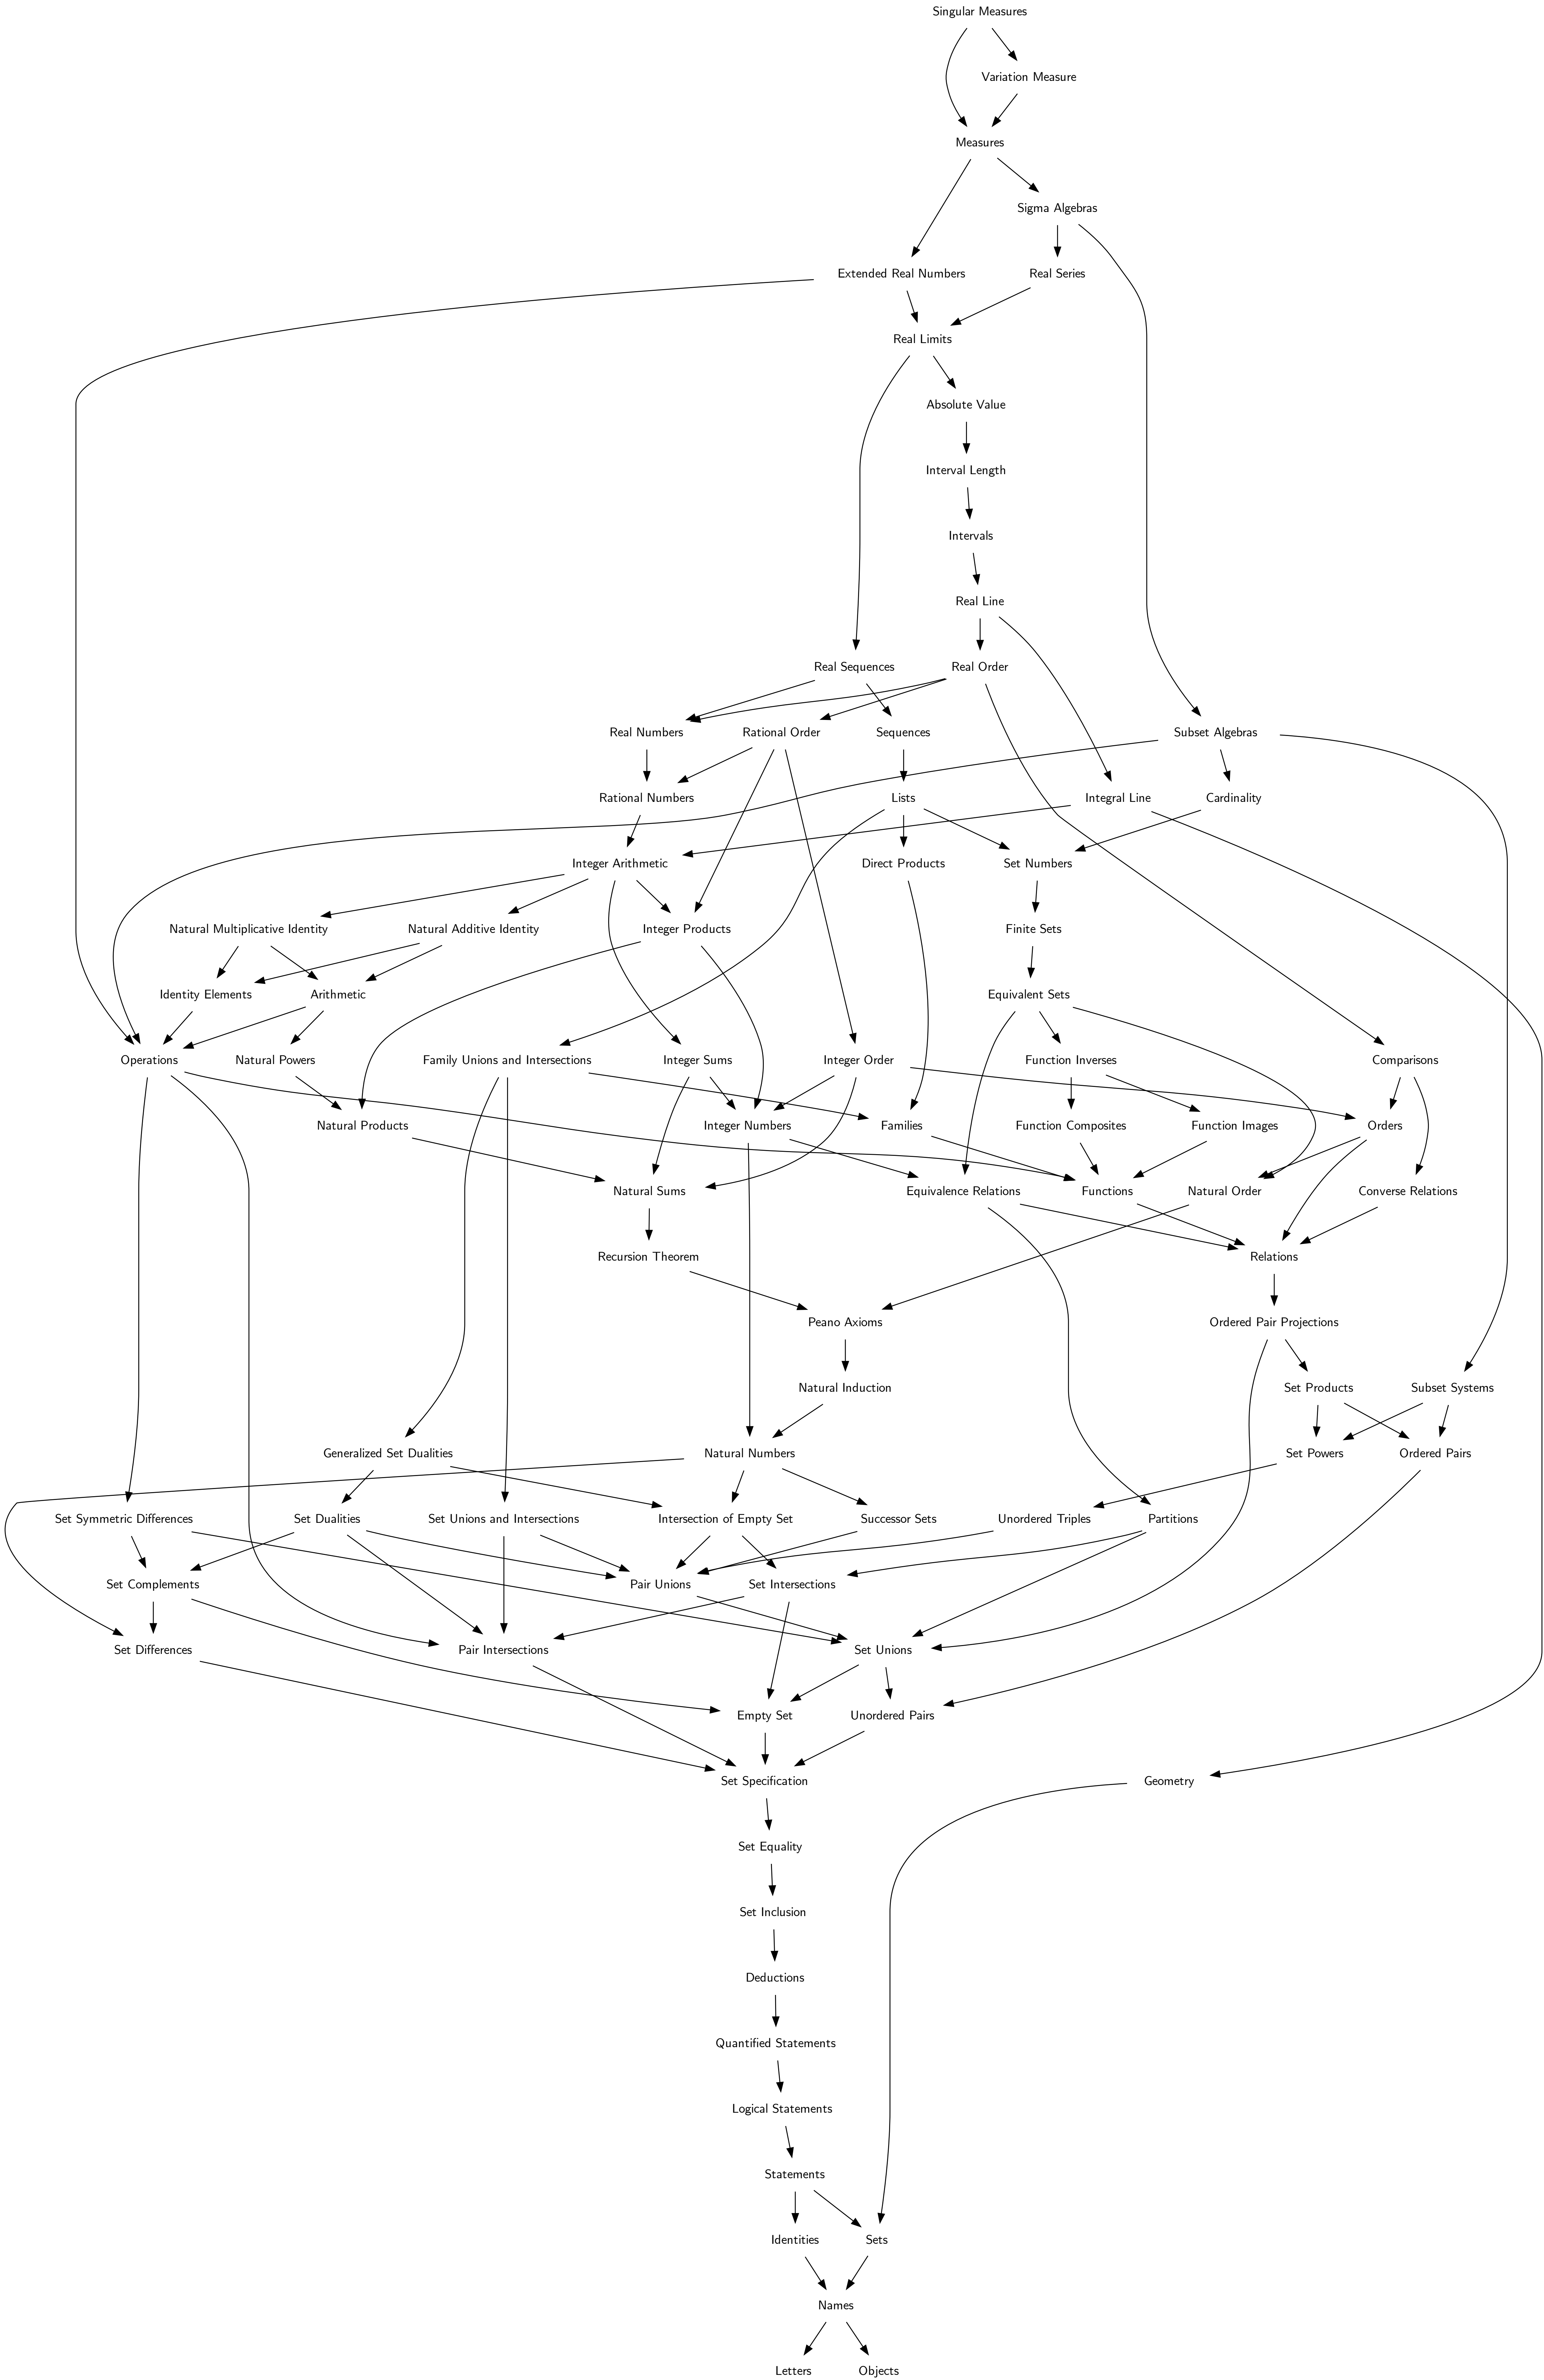 Singular Measures
Variation Measure
Measures
Sigma Algebras
Extended Real Numbers
Real Series
Real Limits
Absolute Value
Interval Length
Intervals
Real Line
Real Sequences
Real Order
Real Numbers
Rational Order
Sequences
Subset Algebras
Rational Numbers
Lists
Integral Line
Cardinality
Integer Arithmetic
Direct Products
Set Numbers
Natural Multiplicative Identity
Natural Additive Identity
Integer Products
Finite Sets
Identity Elements
Arithmetic
Equivalent Sets
Operations
Natural Powers
Family Unions and Intersections
Integer Sums
Integer Order
Function Inverses
Comparisons
Natural Products
Integer Numbers
Families
Function Composites
Function Images
Orders
Natural Sums
Equivalence Relations
Functions
Natural Order
Converse Relations
Recursion Theorem
Relations
Peano Axioms
Ordered Pair Projections
Natural Induction
Set Products
Subset Systems
Generalized Set Dualities
Natural Numbers
Set Powers
Ordered Pairs
Set Symmetric Differences
Set Dualities
Set Unions and Intersections
Intersection of Empty Set
Successor Sets
Unordered Triples
Partitions
Set Complements
Pair Unions
Set Intersections
Set Differences
Pair Intersections
Set Unions
Empty Set
Unordered Pairs
Set Specification
Geometry
Set Equality
Set Inclusion
Deductions
Quantified Statements
Logical Statements
Statements
Identities
Sets
Names
Letters
Objects